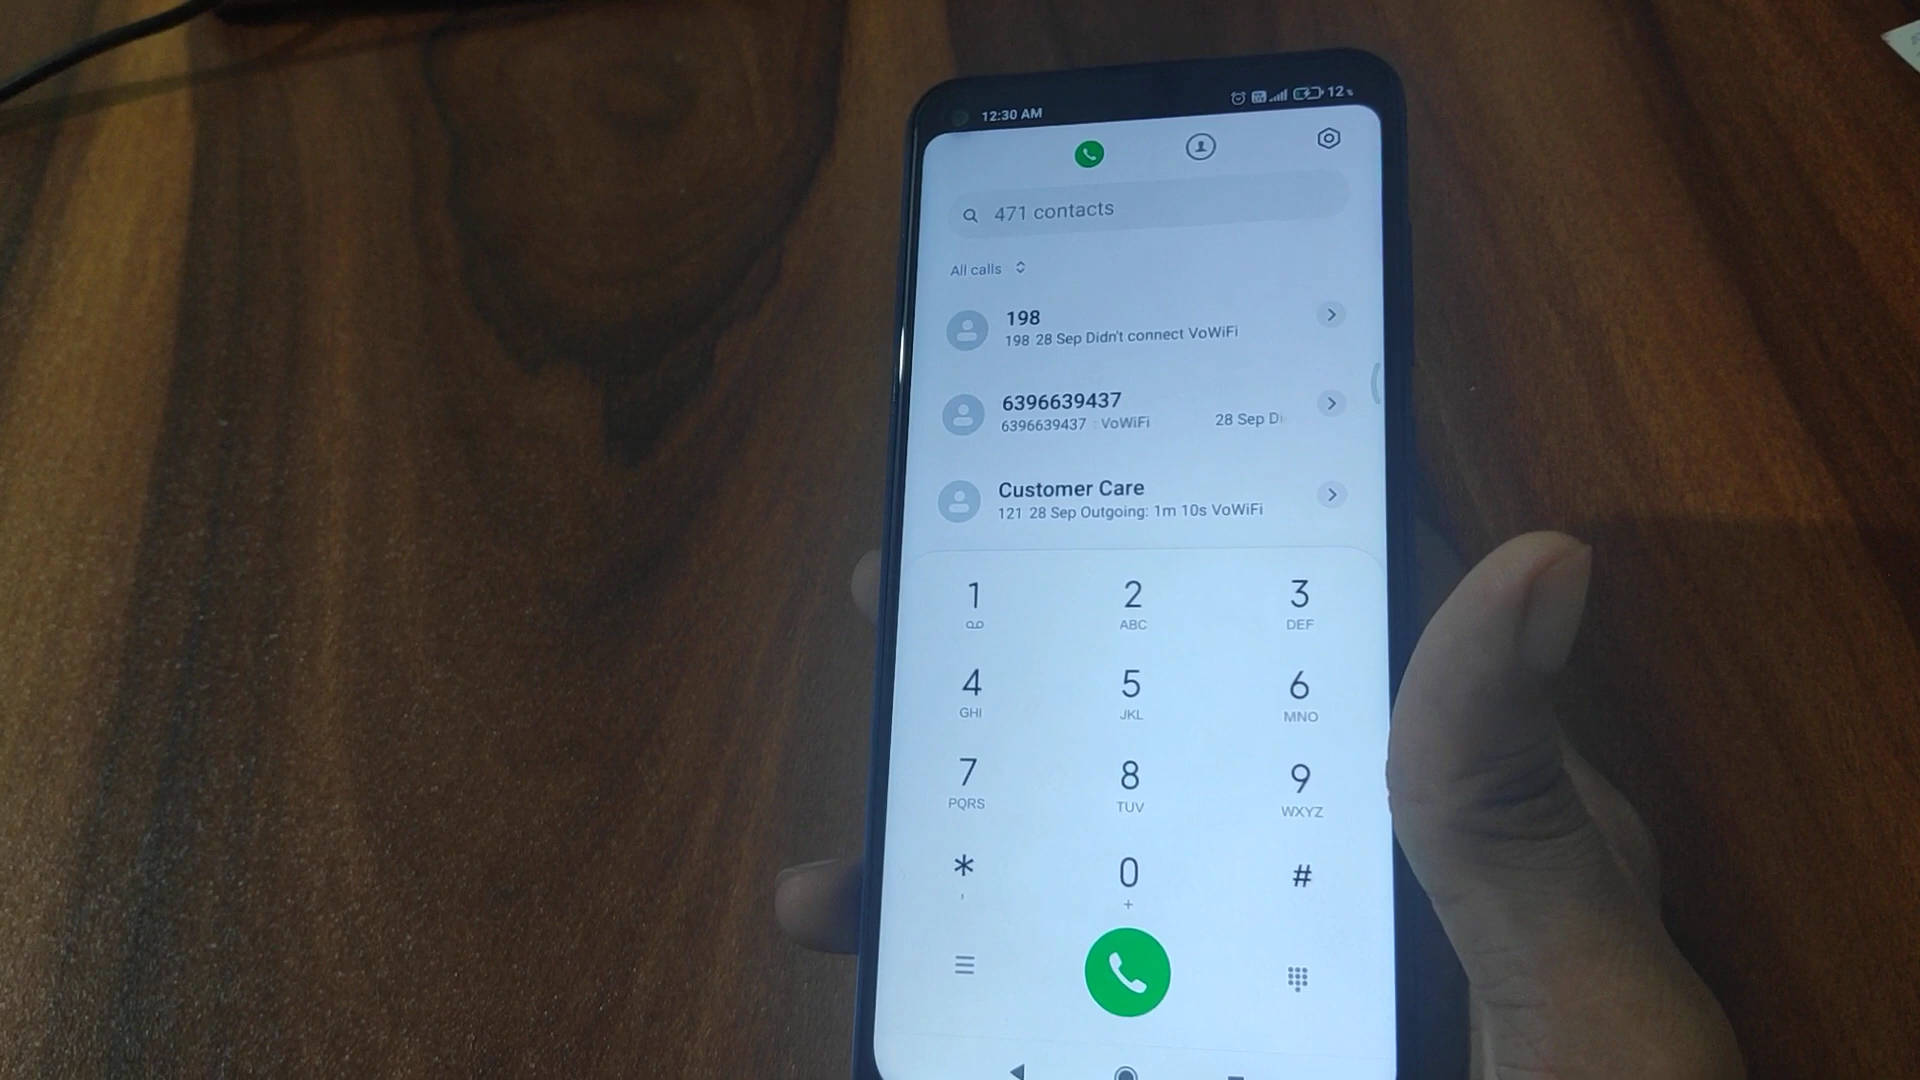 12:30 AM 12%
471 contacts
All calls
198
198 28 Sep Didn't connect VoWiFi
6396639437
6396639437 VoWiFi 28 Sep Di
Customer Care
121 28 Sep Outgoing: 1m 10s VoWiFi
1 2 3
ABC DEF
4 5 6
GHI JKL MNO
7 8 9
PQRS TUV WXYZ
* 0 #
, +